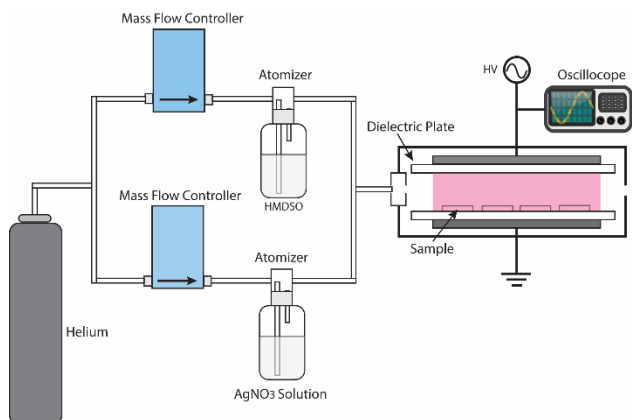 Mass Flow Controller
Atomizer
HMDSO
Mass Flow Controller
Atomizer
AgNO3 Solution
Helium
HV
Oscillocope
Dielectric Plate
Sample